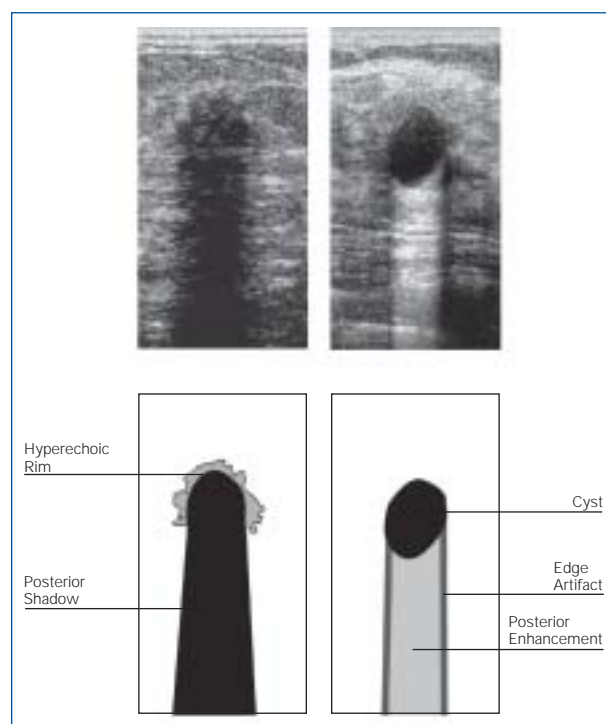 Hyperechoic
Rim
Posterior
Shadow
Cyst
Edge
Artifact
Posterior
Enhancement